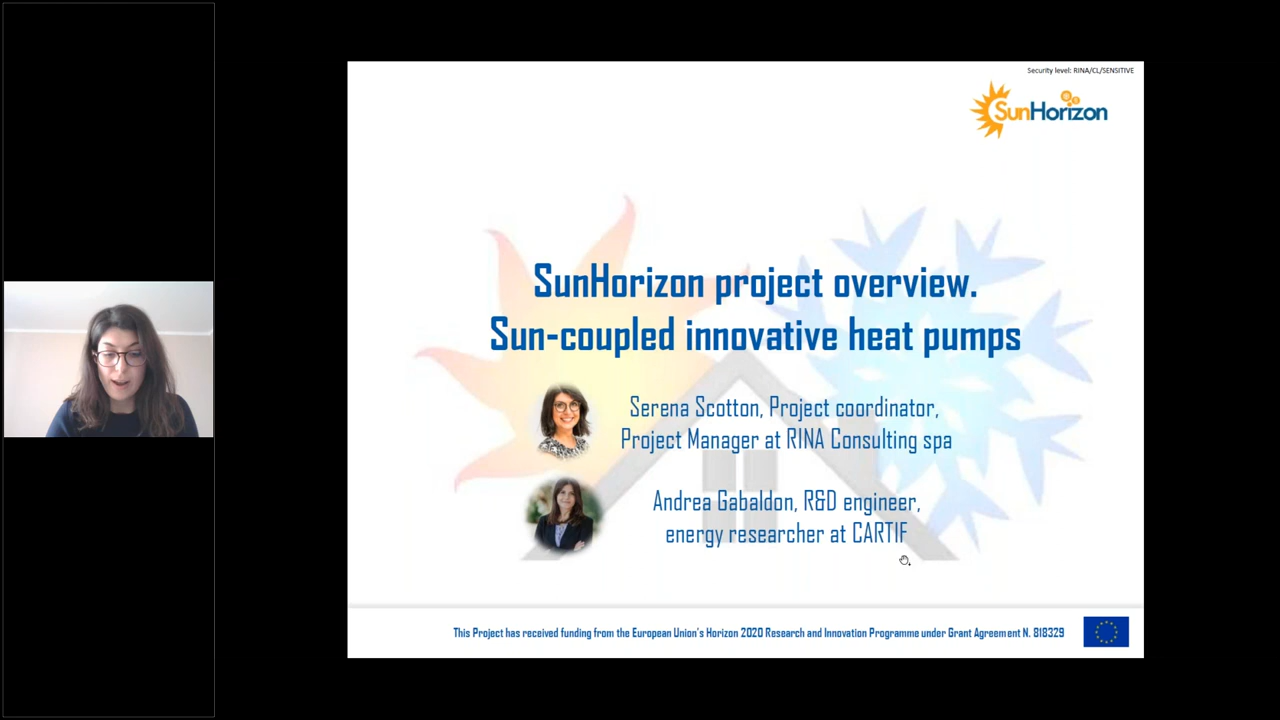 Security level: RINA/CL/SENSITIVE
SunHorizon
SunHorizon project overview.
Sun-coupled innovative heat pumps
Serena Scotton, Project coordinator,
Project Manager at RINA Consulting spa
Andrea Gabaldon, R&D engineer,
energy researcher at CARTIF
This Project has received funding from the European Union's Horizon 2020 Research and Innovation Programme under Grant Agreement N. 818329